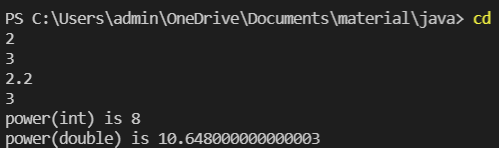 PS C:\Users\admin\OneDrive\Documents\material\java> cd
2
3
2.2
3
power(int) is 8
power(double) is 10.648000000000003